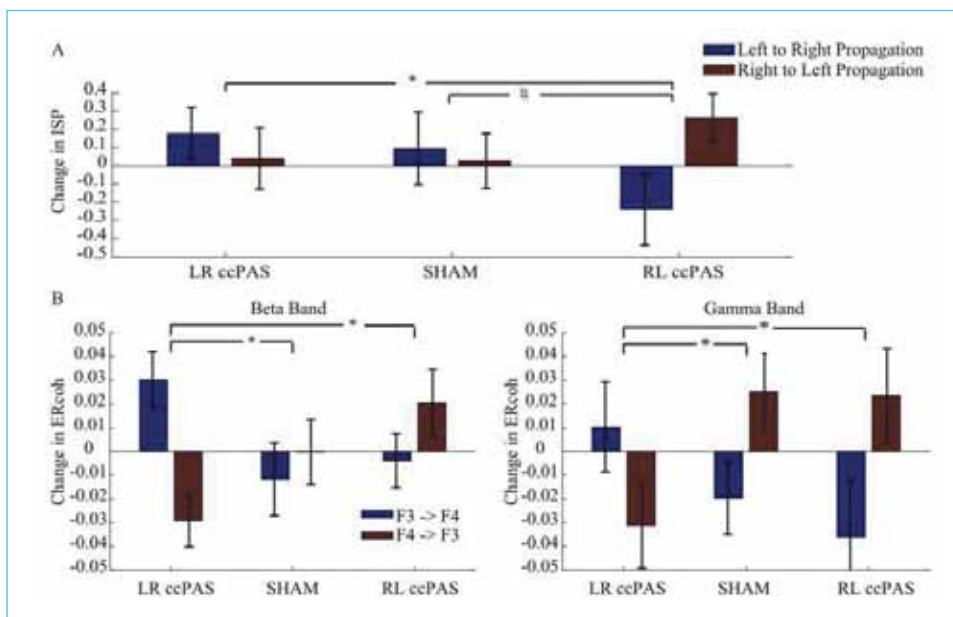 A
Left to Right Propagation
Right to Left Propagation
*
#
Change in ISP
0.4
0.3
0.2
0.1
0
-0.1
-0.2
-0.3
-0.4
-0.5
LR ccPAS
SHAM
RL ccPAS
B
Beta Band
*
*
Change in ERcoh
0.05
0.04
0.03
0.02
0.01
0
-0.01
-0.02
-0.03
-0.04
-0.05
F3 -> F4
F4 -> F3
LR ccPAS
SHAM
RL ccPAS
Gamma Band
*
*
Change in ERcoh
0.05
0.04
0.03
0.02
0.01
0
-0.01
-0.02
-0.03
-0.04
-0.05
LR ccPAS
SHAM
RL ccPAS